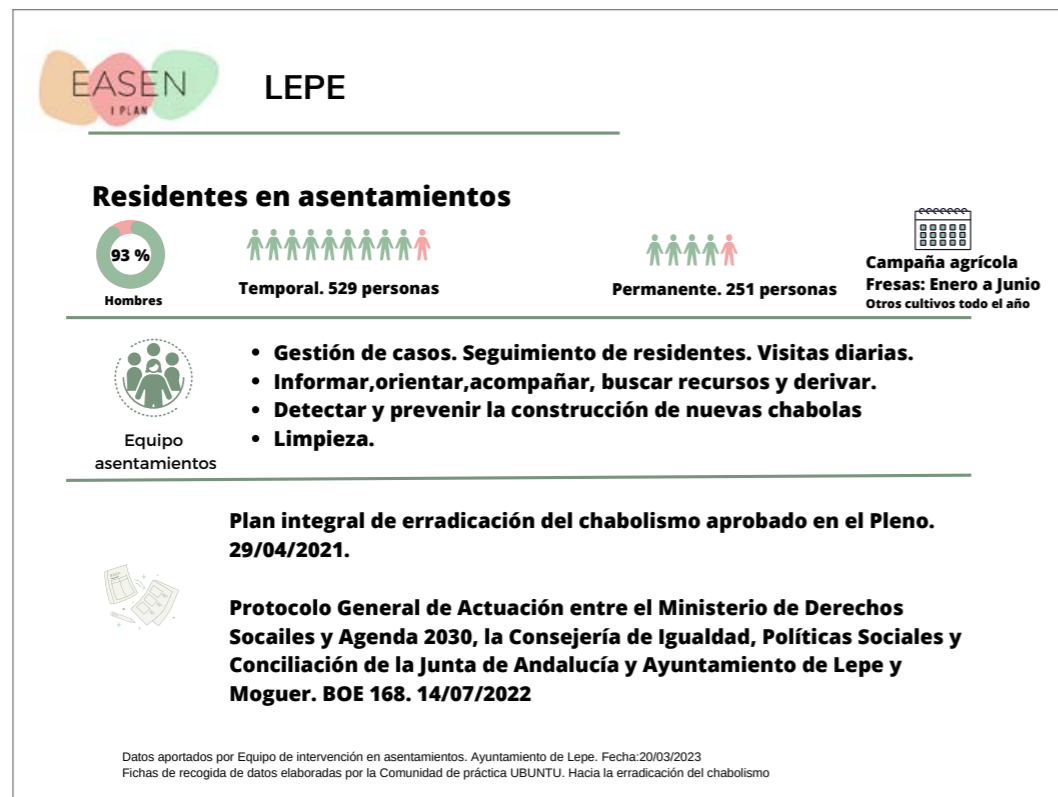 EASEN
I PLAN
LEPE
Residentes en asentamientos
93 %
Hombres
Temporal. 529 personas
Permanente. 251 personas
Campaña agrícola
Fresas: Enero a Junio
Otros cultivos todo el año
Equipo
asentamientos
• Gestión de casos. Seguimiento de residentes. Visitas diarias.
• Informar,orientar,acompañar, buscar recursos y derivar.
• Detectar y prevenir la construcción de nuevas chabolas
• Limpieza.
Plan integral de erradicación del chabolismo aprobado en el Pleno.
29/04/2021.
Protocolo General de Actuación entre el Ministerio de Derechos
Socailes y Agenda 2030, la Consejería de Igualdad, Políticas Sociales y
Conciliación de la Junta de Andalucía y Ayuntamiento de Lepe y
Moguer. BOE 168. 14/07/2022
Datos aportados por Equipo de intervención en asentamientos. Ayuntamiento de Lepe. Fecha:20/03/2023
Fichas de recogida de datos elaboradas por la Comunidad de práctica UBUNTU. Hacia la erradicación del chabolismo